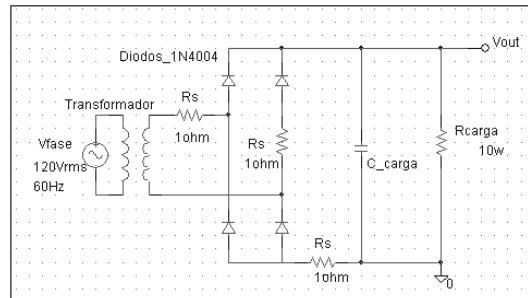 Vout
Diodos_1N4004
Transformador
Rs
1ohm
Vfase
120Vrms
60Hz
Rs
1ohm
C_carga
Rcarga
10w
Rs
1ohm
0